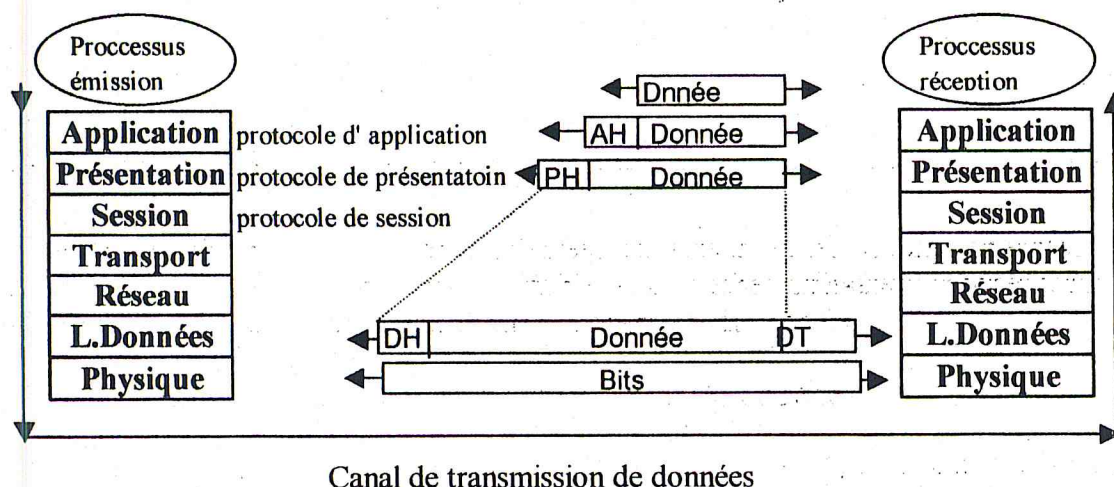 Proccessus
émission
Proccessus
réception
Dnnée
Application protocole d' application AH Donnée Application
Présentation protocole de présentatoin PH Donnée Présentation
Session protocole de session Session
Transport Transport
Réseau Réseau
L.Données DH Donnée DT L.Données
Physique Bits Physique
Canal de transmission de données